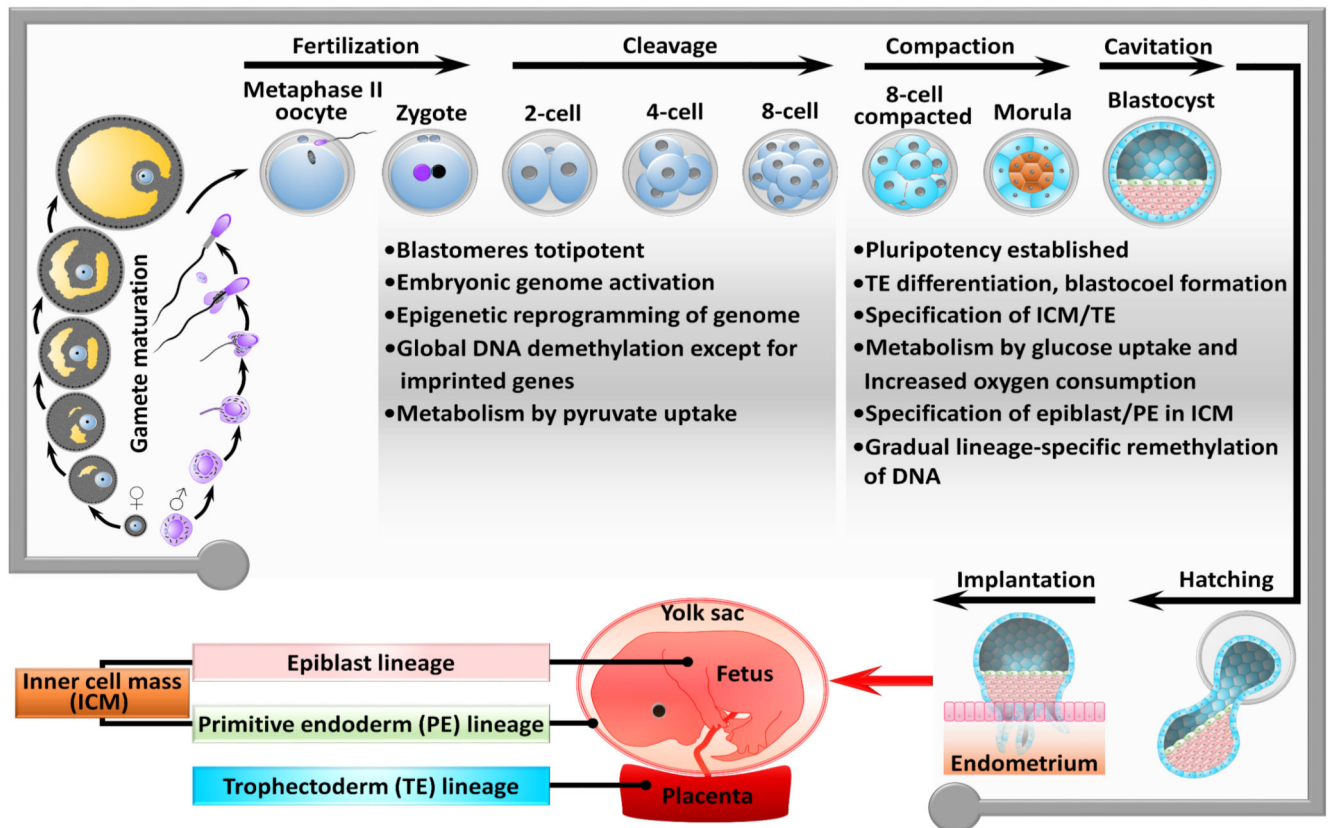 Fertilization
Cleavage
Compaction
Cavitation
Metaphase II
oocyte
Zygote
2-cell
4-cell
8-cell
8-cell
compacted
Morula
Blastocyst
Gamete maturation
♀
♂
•Blastomeres totipotent
•Embryonic genome activation
•Epigenetic reprogramming of genome
•Global DNA demethylation except for
imprinted genes
•Metabolism by pyruvate uptake
•Pluripotency established
•TE differentiation, blastocoel formation
•Specification of ICM/TE
•Metabolism by glucose uptake and
Increased oxygen consumption
•Specification of epiblast/PE in ICM
•Gradual lineage-specific remethylation
of DNA
Implantation
Hatching
Endometrium
Yolk sac
Fetus
Placenta
Inner cell mass
(ICM)
Epiblast lineage
Primitive endoderm (PE) lineage
Trophectoderm (TE) lineage